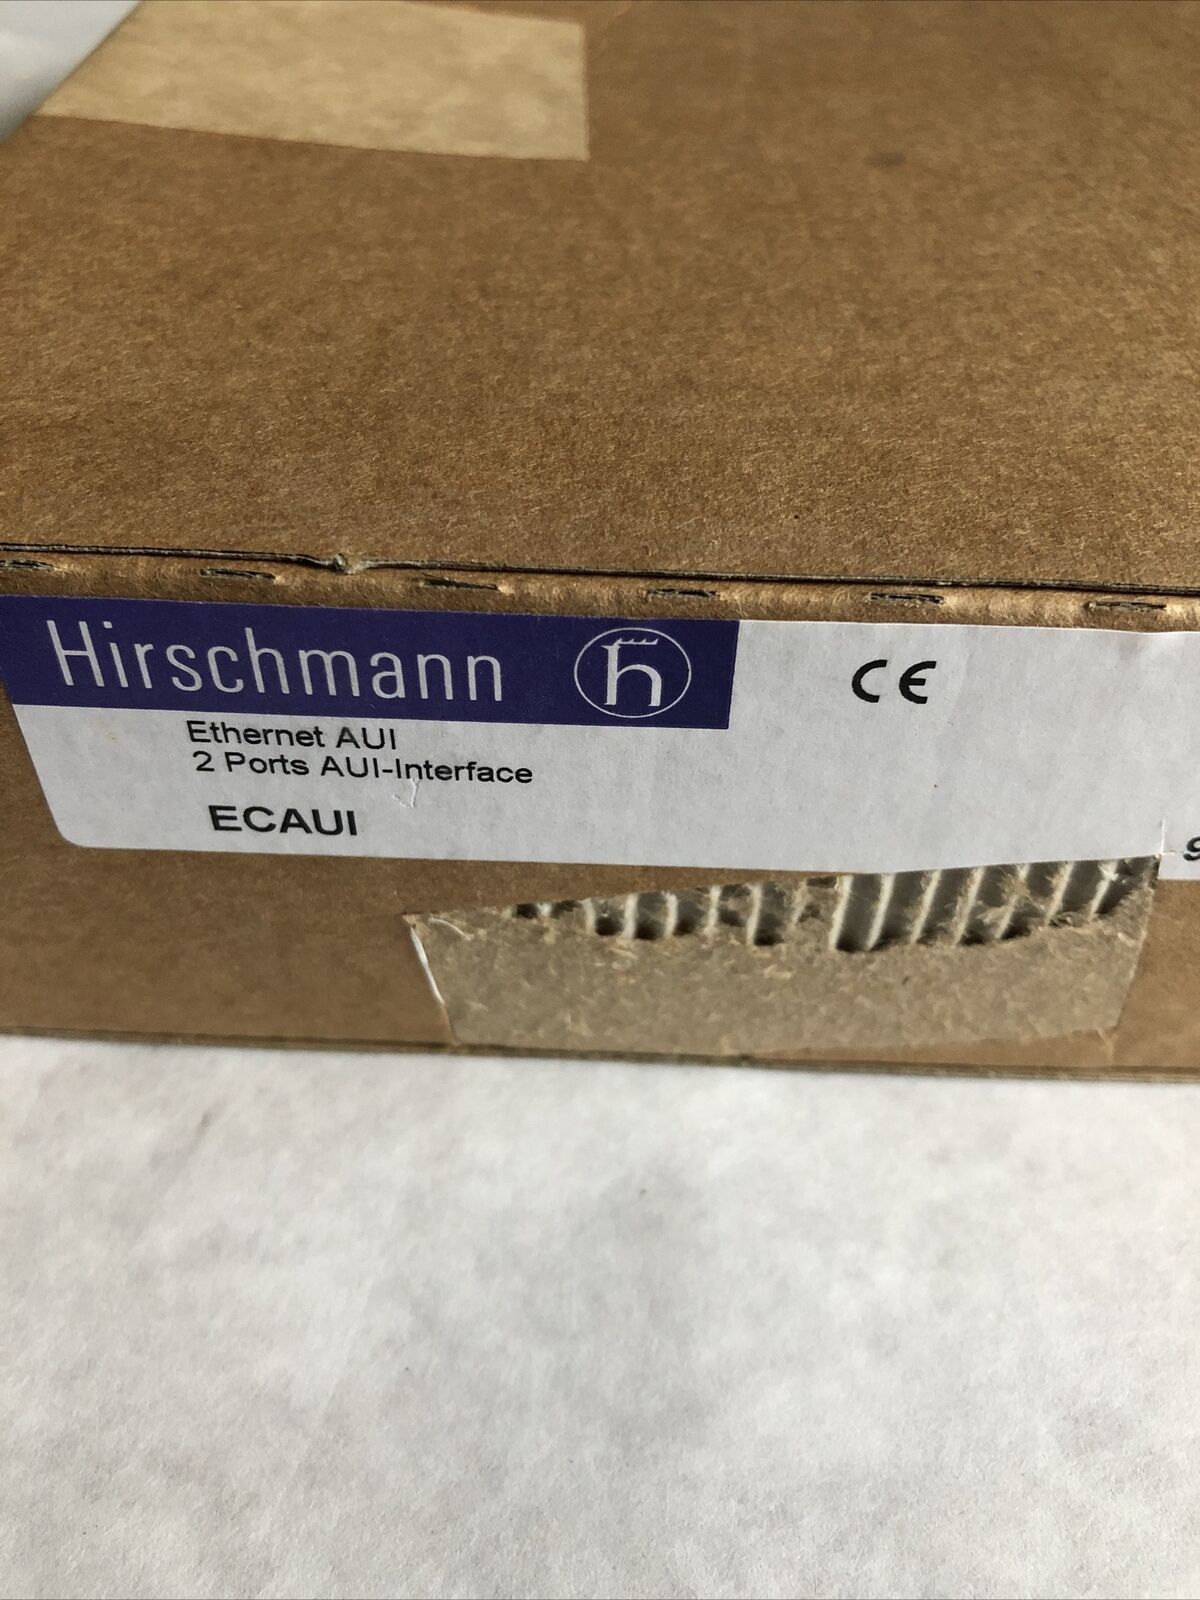 Hirschmann h CE
Ethernet AUI
2 Ports AUI-Interface
ECAUI